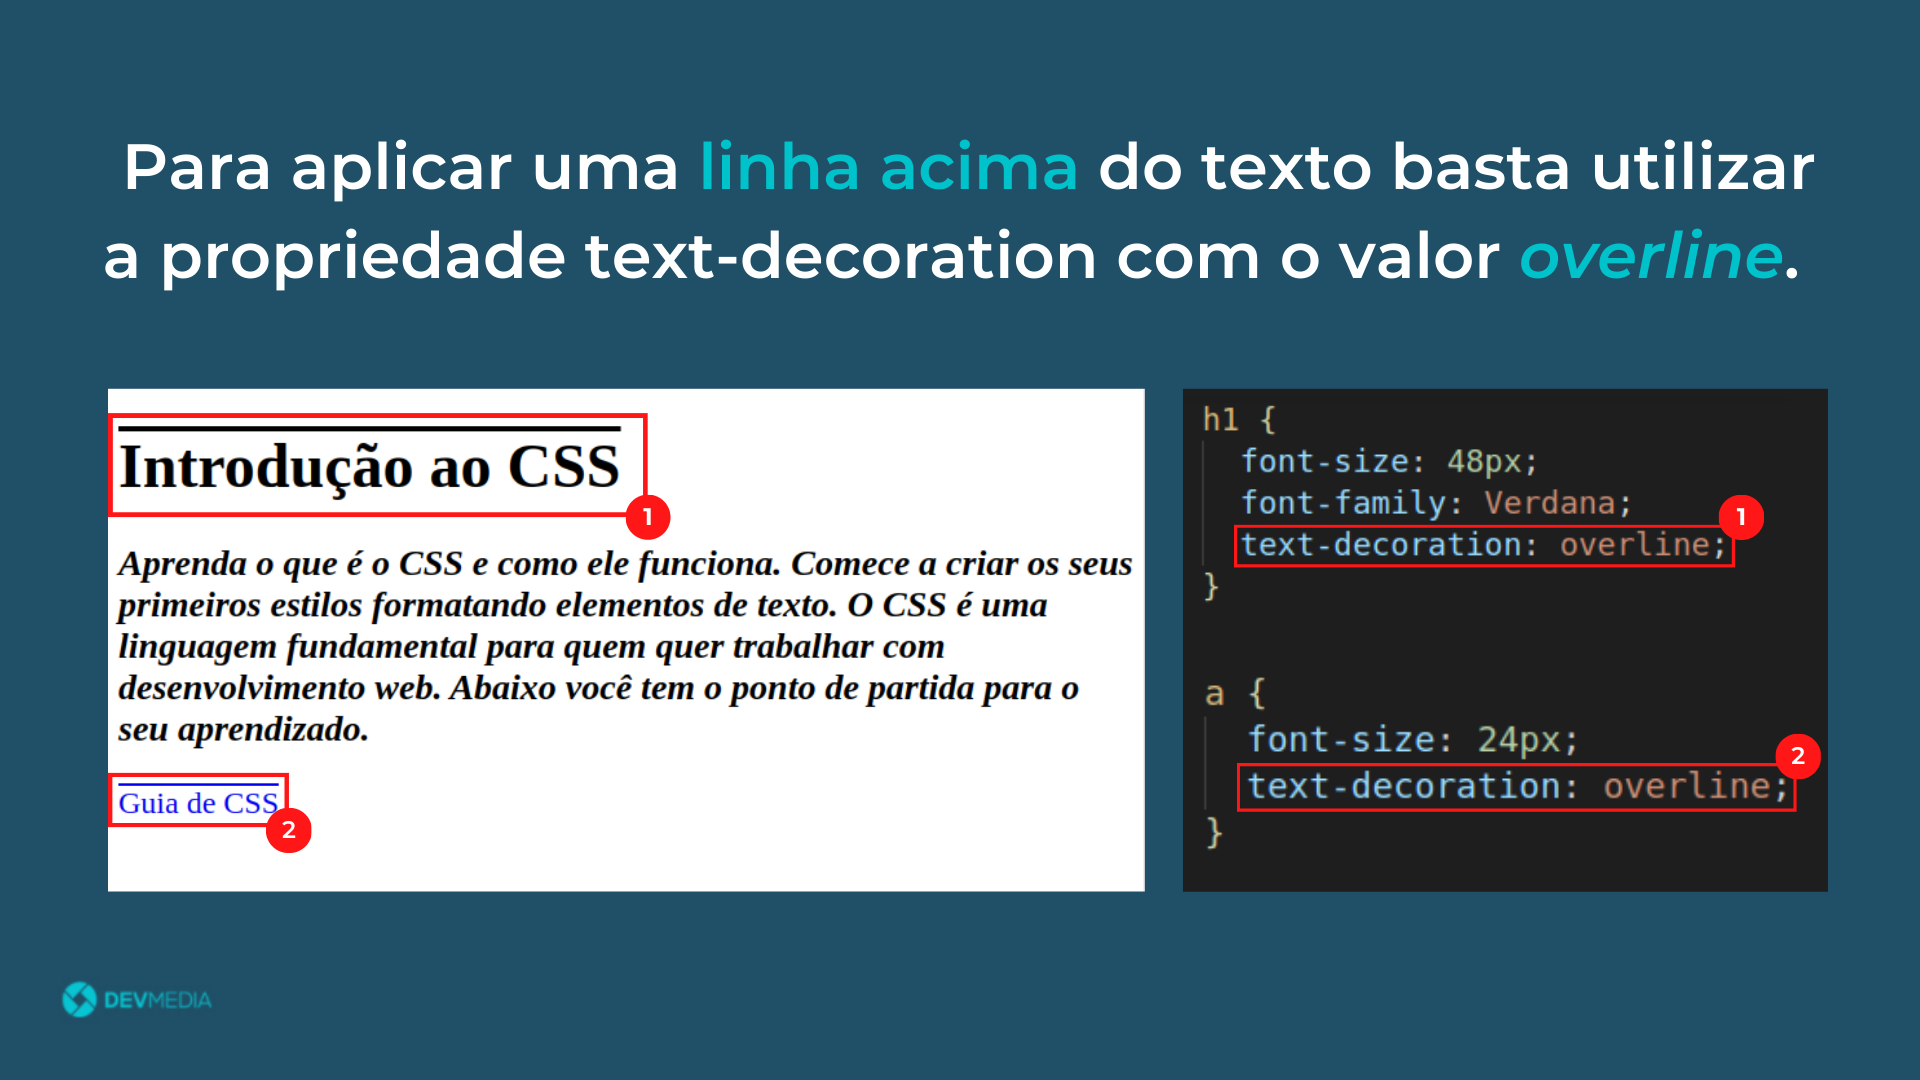 Para aplicar uma linha acima do texto basta utilizar
a propriedade text-decoration com o valor overline.
Introdução ao CSS
1
Aprenda o que é o CSS e como ele funciona. Comece a criar os seus
primeiros estilos formatando elementos de texto. O CSS é uma
linguagem fundamental para quem quer trabalhar com
desenvolvimento web. Abaixo você tem o ponto de partida para o
seu aprendizado.
Guia de CSS
2
h1 {
font-size: 48px;
font-family: Verdana;
text-decoration: overline;
1
}
a {
font-size: 24px;
text-decoration: overline;
2
}
DEVMEDIA